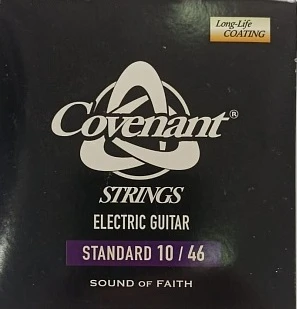 Long-Life
COATING
Covenant®
STRINGS
ELECTRIC GUITAR
STANDARD 10 / 46
SOUND OF FAITH